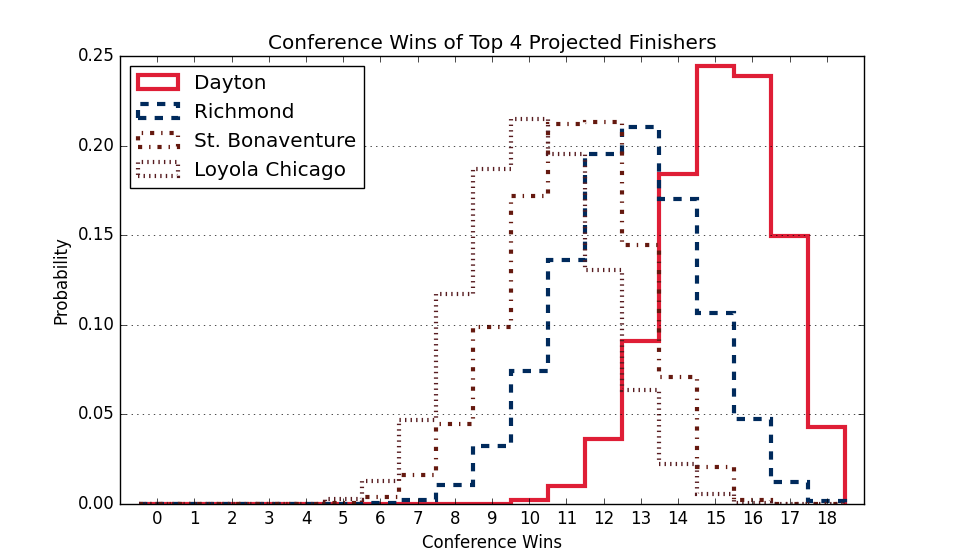 Conference Wins of Top 4 Projected Finishers
0.25
0.20
0.15
0.10
0.05
0.00
Probability
Dayton
Richmond
St. Bonaventure
Loyola Chicago
0 1 2 3 4 5 6 7 8 9 10 11 12 13 14 15 16 17 18
Conference Wins